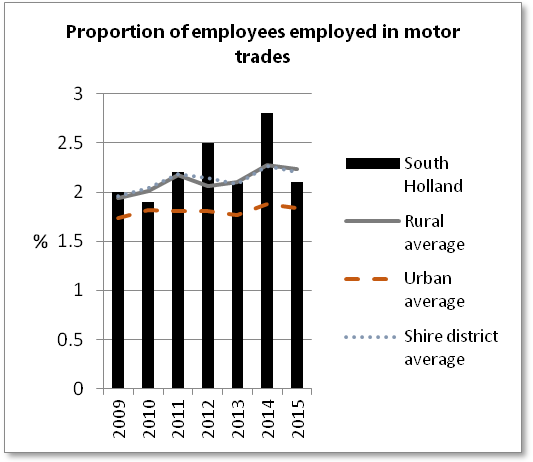 Proportion of employees employed in motor
trades
3
2.5
2
1.5
1
0.5
0
%
2009
2010
2011
2012
2013
2014
2015
South
Holland
Rural
average
Urban
average
Shire district
average